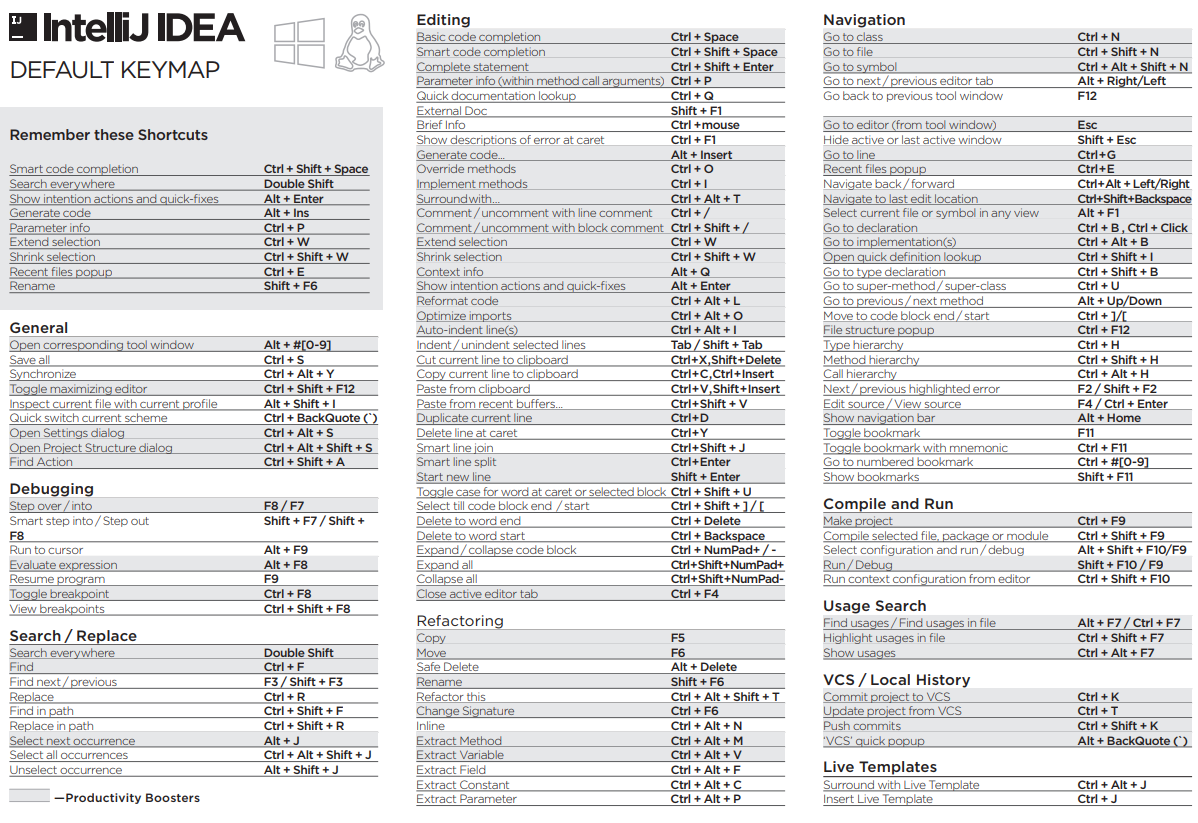 IJ IntelliJ IDEA
DEFAULT KEYMAP
Remember these Shortcuts
Smart code completion Ctrl + Shift + Space
Search everywhere Double Shift
Show intention actions and quick-fixes Alt + Enter
Generate code Alt + Ins
Parameter info Ctrl + P
Extend selection Ctrl + W
Shrink selection Ctrl + Shift + W
Recent files popup Ctrl + E
Rename Shift + F6
General
Open corresponding tool window Alt + #[0-9]
Save all Ctrl + S
Synchronize Ctrl + Alt + Y
Toggle maximizing editor Ctrl + Shift + F12
Inspect current file with current profile Alt + Shift + I
Quick switch current scheme Ctrl + BackQuote (`)
Open Settings dialog Ctrl + Alt + S
Open Project Structure dialog Ctrl + Alt + Shift + S
Find Action Ctrl + Shift + A
Debugging
Step over / into F8 / F7
Smart step into / Step out Shift + F7 / Shift +
F8
Run to cursor Alt + F9
Evaluate expression Alt + F8
Resume program F9
Toggle breakpoint Ctrl + F8
View breakpoints Ctrl + Shift + F8
Search / Replace
Search everywhere Double Shift
Find Ctrl + F
Find next / previous F3 / Shift + F3
Replace Ctrl + R
Find in path Ctrl + Shift + F
Replace in path Ctrl + Shift + R
Select next occurrence Alt + J
Select all occurrences Ctrl + Alt + Shift + J
Unselect occurrence Alt + Shift + J
—Productivity Boosters
Editing
Basic code completion Ctrl + Space
Smart code completion Ctrl + Shift + Space
Complete statement Ctrl + Shift + Enter
Parameter info (within method call arguments) Ctrl + P
Quick documentation lookup Ctrl + Q
External Doc Shift + F1
Brief Info Ctrl +mouse
Show descriptions of error at caret Ctrl + F1
Generate code... Alt + Insert
Override methods Ctrl + O
Implement methods Ctrl + I
Surround with... Ctrl + Alt + T
Comment / uncomment with line comment Ctrl + /
Comment / uncomment with block comment Ctrl + Shift + /
Extend selection Ctrl + W
Shrink selection Ctrl + Shift + W
Context info Alt + Q
Show intention actions and quick-fixes Alt + Enter
Reformat code Ctrl + Alt + L
Optimize imports Ctrl + Alt + O
Auto-indent line(s) Ctrl + Alt + I
Indent / unindent selected lines Tab / Shift + Tab
Cut current line to clipboard Ctrl+X,Shift+Delete
Copy current line to clipboard Ctrl+C,Ctrl+Insert
Paste from clipboard Ctrl+V,Shift+Insert
Paste from recent buffers... Ctrl+Shift + V
Duplicate current line Ctrl+D
Delete line at caret Ctrl+Y
Smart line join Ctrl+Shift + J
Smart line split Ctrl+Enter
Start new line Shift + Enter
Toggle case for word at caret or selected block Ctrl + Shift + U
Select till code block end / start Ctrl + Shift + ] / [
Delete to word end Ctrl + Delete
Delete to word start Ctrl + Backspace
Expand / collapse code block Ctrl + NumPad+ / -
Expand all Ctrl+Shift+NumPad+
Collapse all Ctrl+Shift+NumPad-
Close active editor tab Ctrl + F4
Refactoring
Copy F5
Move F6
Safe Delete Alt + Delete
Rename Shift + F6
Refactor this Ctrl + Alt + Shift + T
Change Signature Ctrl + F6
Inline Ctrl + Alt + N
Extract Method Ctrl + Alt + M
Extract Variable Ctrl + Alt + V
Extract Field Ctrl + Alt + F
Extract Constant Ctrl + Alt + C
Extract Parameter Ctrl + Alt + P
Navigation
Go to class Ctrl + N
Go to file Ctrl + Shift + N
Go to symbol Ctrl + Alt + Shift + N
Go to next / previous editor tab Alt + Right/Left
Go back to previous tool window F12
Go to editor (from tool window) Esc
Hide active or last active window Shift + Esc
Go to line Ctrl+G
Recent files popup Ctrl+E
Navigate back / forward Ctrl+Alt + Left/Right
Navigate to last edit location Ctrl+Shift+Backspace
Select current file or symbol in any view Alt + F1
Go to declaration Ctrl + B , Ctrl + Click
Go to implementation(s) Ctrl + Alt + B
Open quick definition lookup Ctrl + Shift + I
Go to type declaration Ctrl + Shift + B
Go to super-method / super-class Ctrl + U
Go to previous / next method Alt + Up/Down
Move to code block end / start Ctrl + ]/[
File structure popup Ctrl + F12
Type hierarchy Ctrl + H
Method hierarchy Ctrl + Shift + H
Call hierarchy Ctrl + Alt + H
Next / previous highlighted error F2 / Shift + F2
Edit source / View source F4 / Ctrl + Enter
Show navigation bar Alt + Home
Toggle bookmark F11
Toggle bookmark with mnemonic Ctrl + F11
Go to numbered bookmark Ctrl + #[0-9]
Show bookmarks Shift + F11
Compile and Run
Make project Ctrl + F9
Compile selected file, package or module Ctrl + Shift + F9
Select configuration and run / debug Alt + Shift + F10/F9
Run / Debug Shift + F10 / F9
Run context configuration from editor Ctrl + Shift + F10
Usage Search
Find usages / Find usages in file Alt + F7 / Ctrl + F7
Highlight usages in file Ctrl + Shift + F7
Show usages Ctrl + Alt + F7
VCS / Local History
Commit project to VCS Ctrl + K
Update project from VCS Ctrl + T
Push commits Ctrl + Shift + K
‘VCS’ quick popup Alt + BackQuote (`)
Live Templates
Surround with Live Template Ctrl + Alt + J
Insert Live Template Ctrl + J